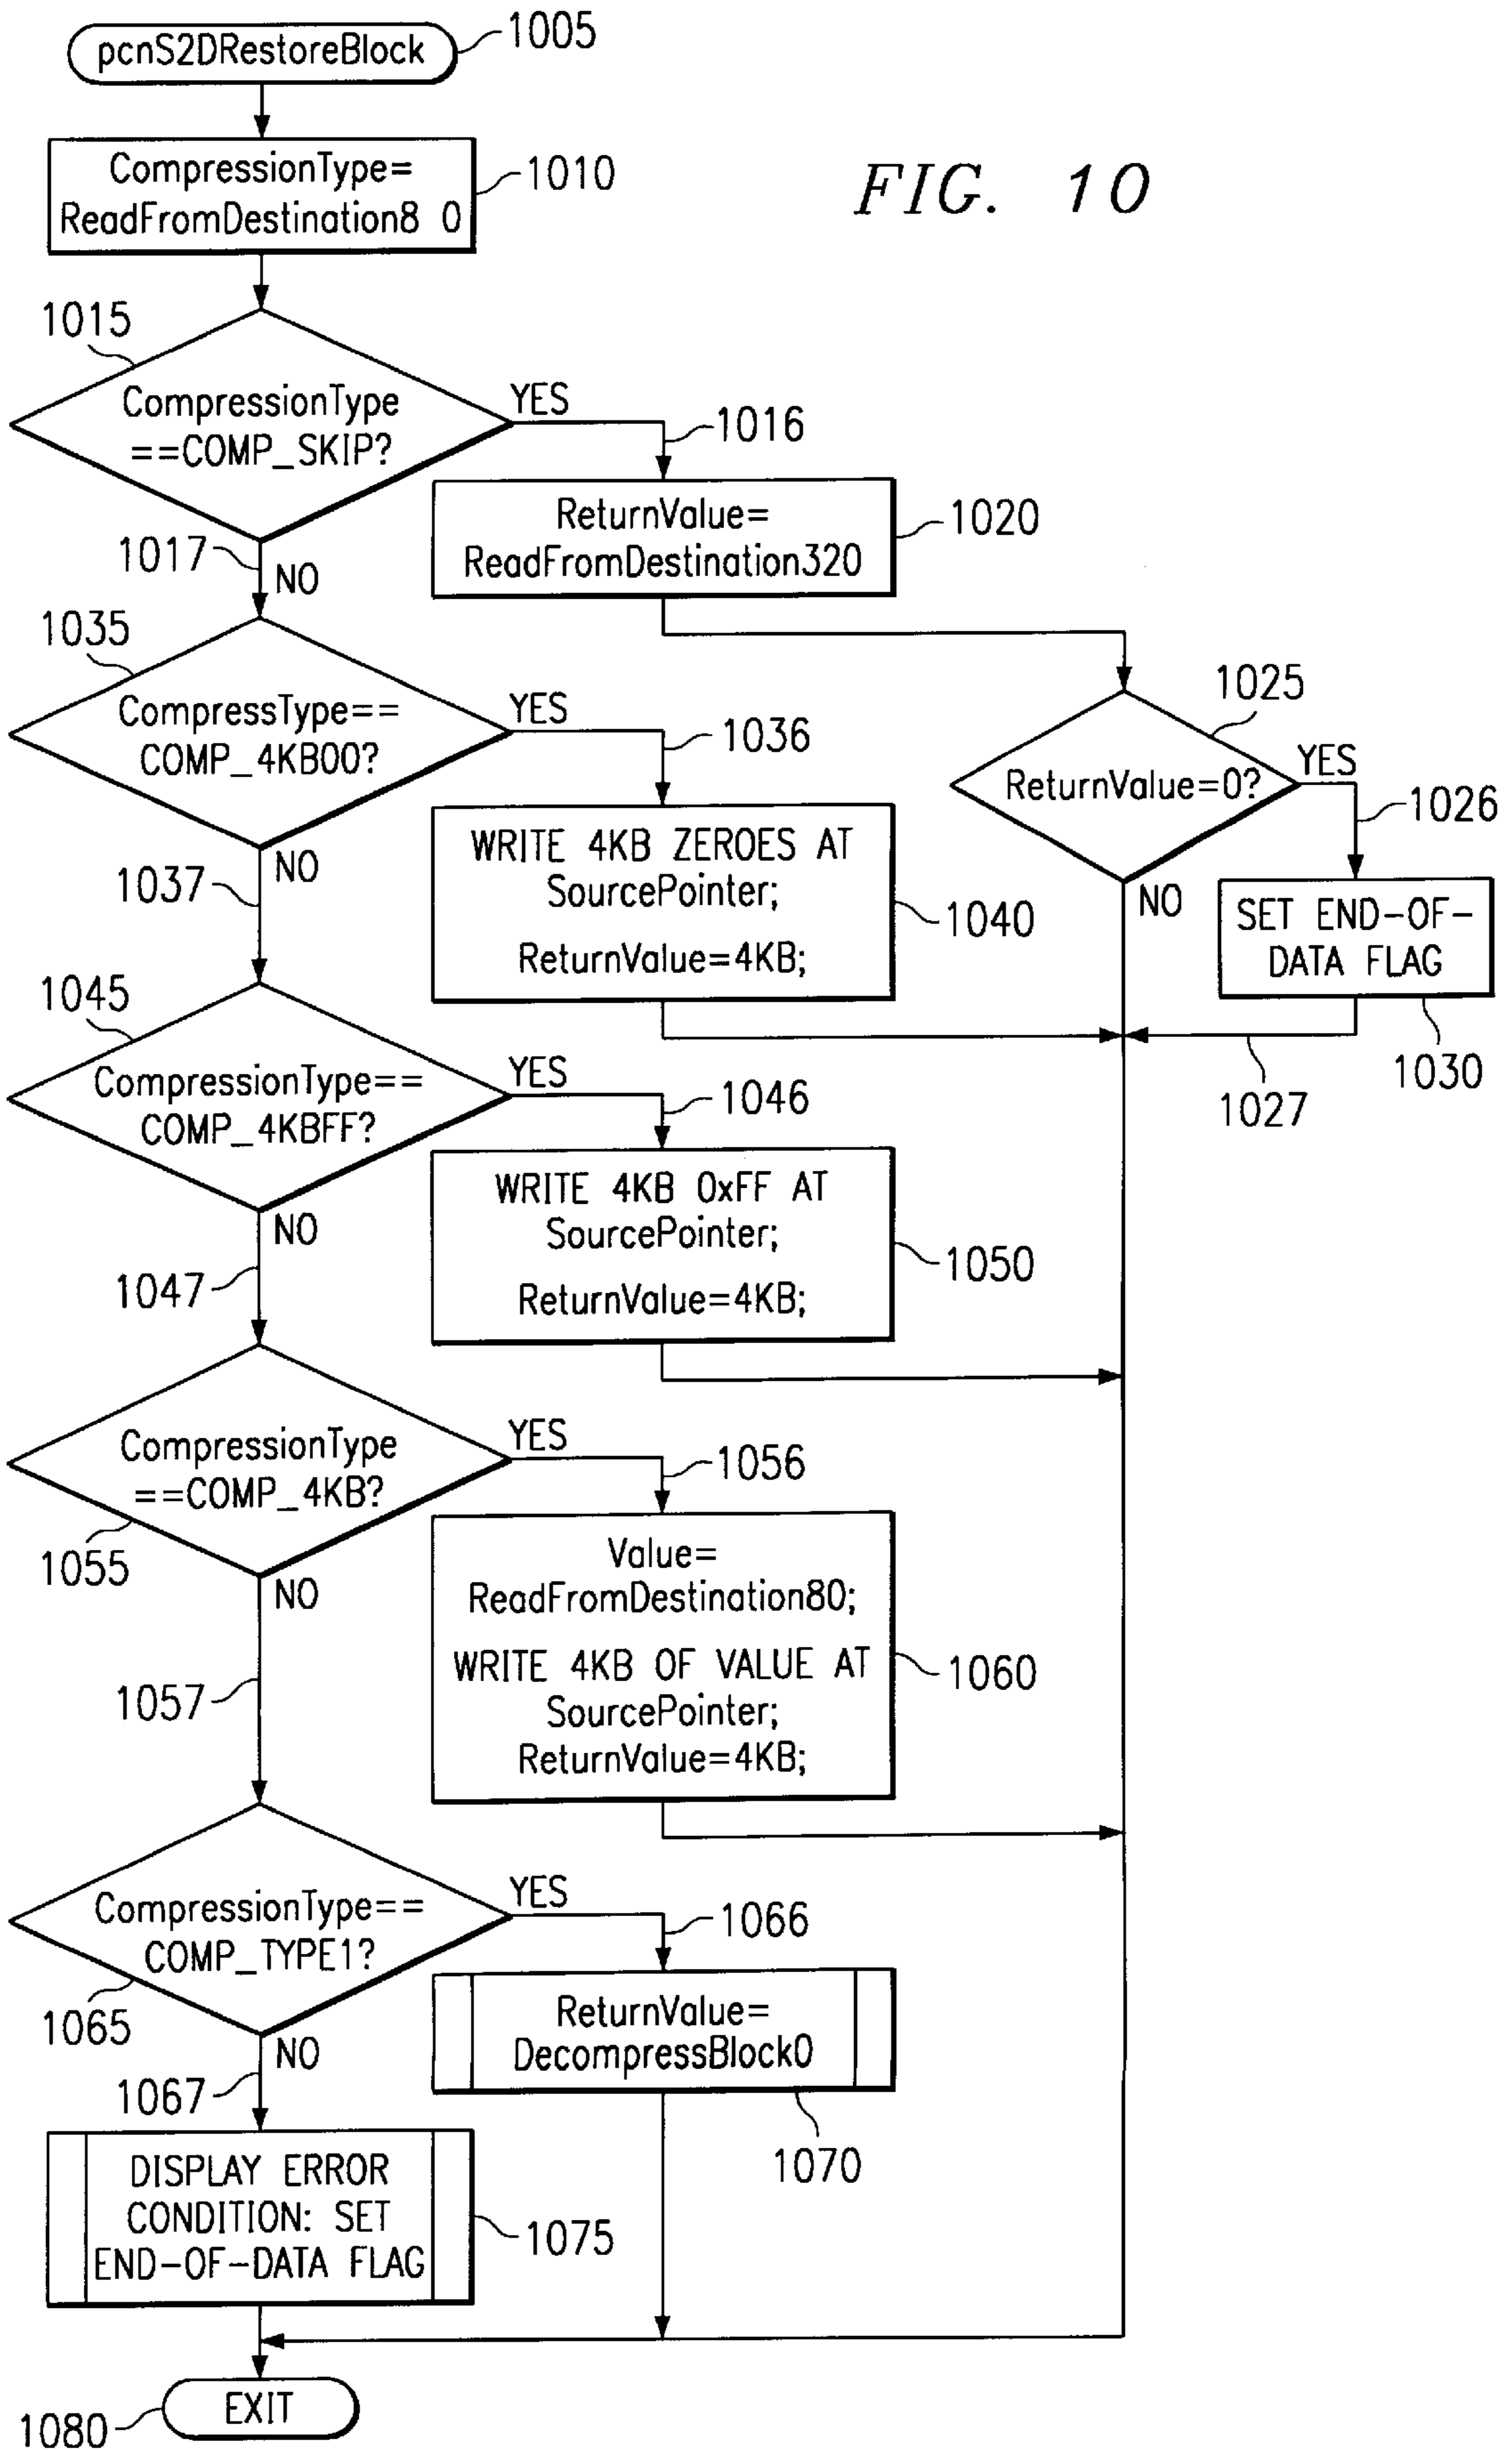 pcnS2DRestoreBlock
1005
CompressionType=
ReadFromDestination8 0
1010
FIG. 10
1015
CompressionType
==COMP_SKIP?
YES
1016
1017
NO
ReturnValue=
ReadFromDestination320
1020
1035
CompressType==
COMP_4KB00?
YES
1036
1037
NO
WRITE 4KB ZEROES AT
SourcePointer;
ReturnValue=4KB;
1040
1025
ReturnValue=0?
YES
1026
NO
SET END-OF-
DATA FLAG
1030
1027
1045
CompressionType==
COMP_4KBFF?
YES
1046
1047
NO
WRITE 4KB 0xFF AT
SourcePointer;
ReturnValue=4KB;
1050
CompressionType
==COMP_4KB?
1055
YES
1056
NO
1057
Value=
ReadFromDestination80;
WRITE 4KB OF VALUE AT
SourcePointer;
ReturnValue=4KB;
1060
CompressionType==
COMP_TYPE1?
1065
YES
1066
NO
1067
ReturnValue=
DecompressBlock0
1070
DISPLAY ERROR
CONDITION: SET
END-OF-DATA FLAG
1075
EXIT
1080